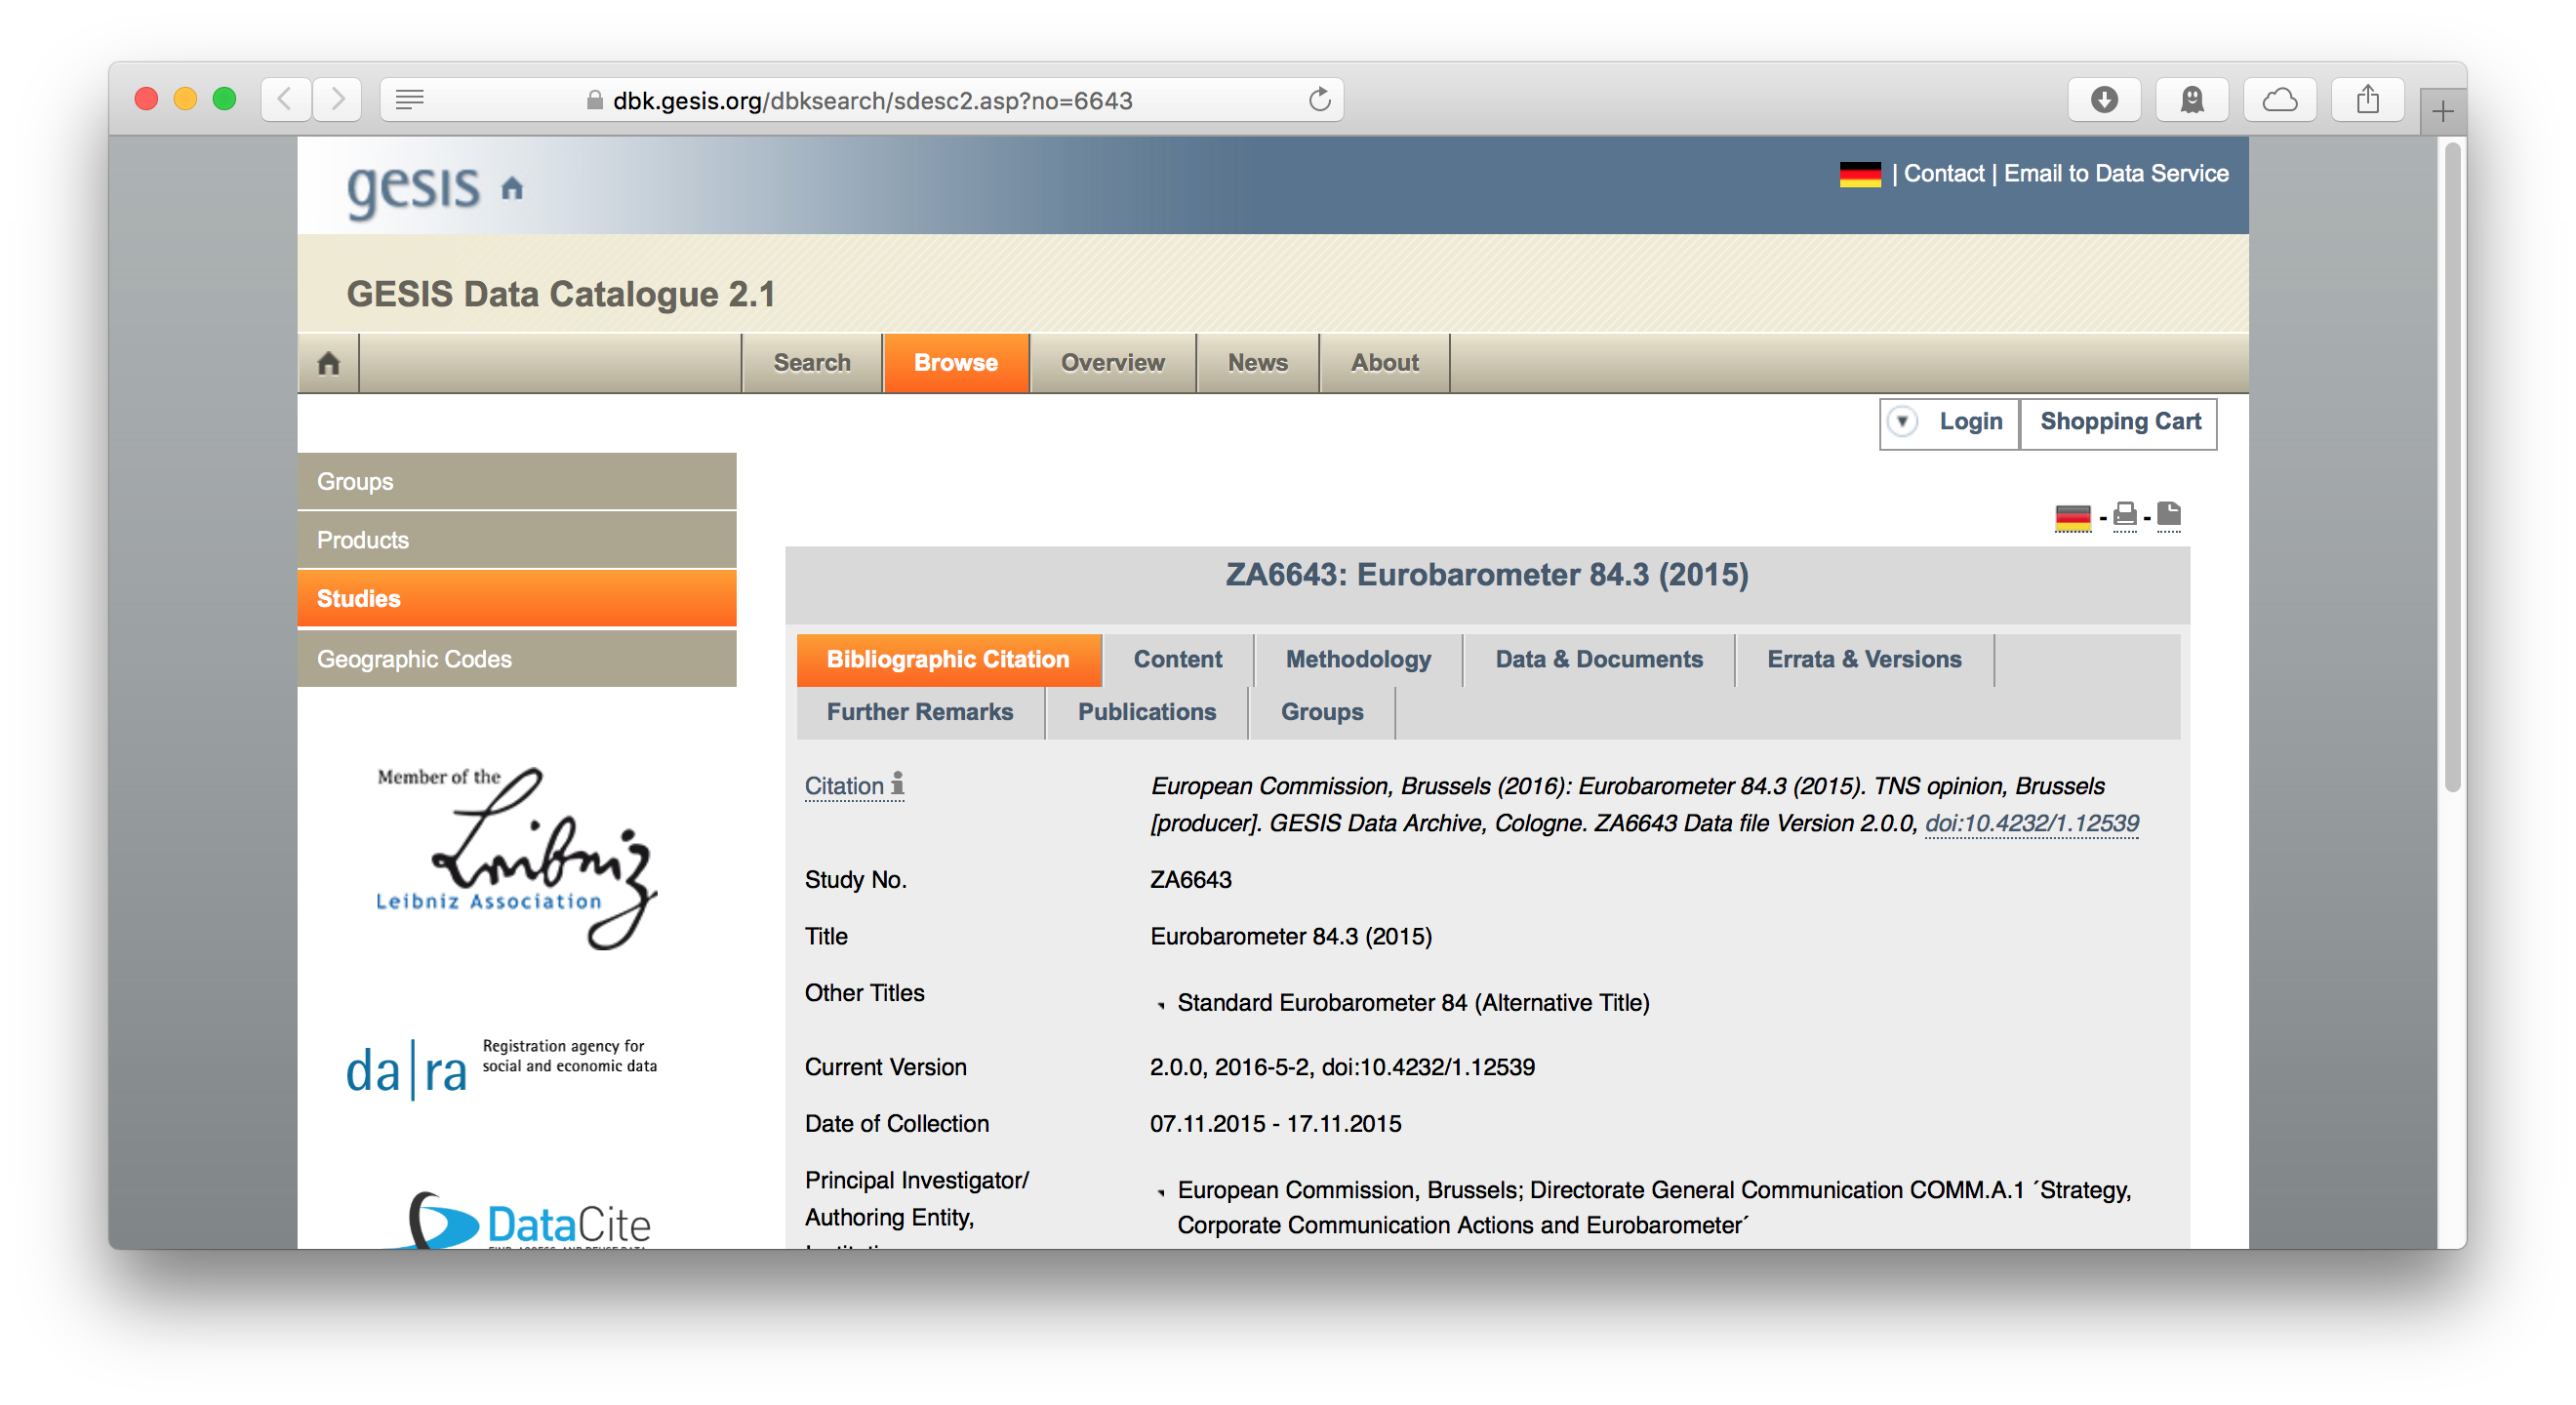 dbk.gesis.org/dbksearch/sdesc2.asp?no=6643
gesis
| Contact | Email to Data Service
GESIS Data Catalogue 2.1
Search Browse Overview News About
Login Shopping Cart
Groups
Products
Studies
Geographic Codes
Member of the
Leibniz
Leibniz Association
da|ra
Registration agency for
social and economic data
DataCite
- -
ZA6643: Eurobarometer 84.3 (2015)
Bibliographic Citation Content Methodology Data & Documents Errata & Versions
Further Remarks Publications Groups
Citation European Commission, Brussels (2016): Eurobarometer 84.3 (2015). TNS opinion, Brussels
[producer]. GESIS Data Archive, Cologne. ZA6643 Data file Version 2.0.0, doi:10.4232/1.12539
Study No. ZA6643
Title Eurobarometer 84.3 (2015)
Other Titles Standard Eurobarometer 84 (Alternative Title)
Current Version 2.0.0, 2016-5-2, doi:10.4232/1.12539
Date of Collection 07.11.2015 - 17.11.2015
Principal Investigator/ European Commission, Brussels; Directorate General Communication COMM.A.1 ´Strategy,
Authoring Entity, Corporate Communication Actions and Eurobarometer´